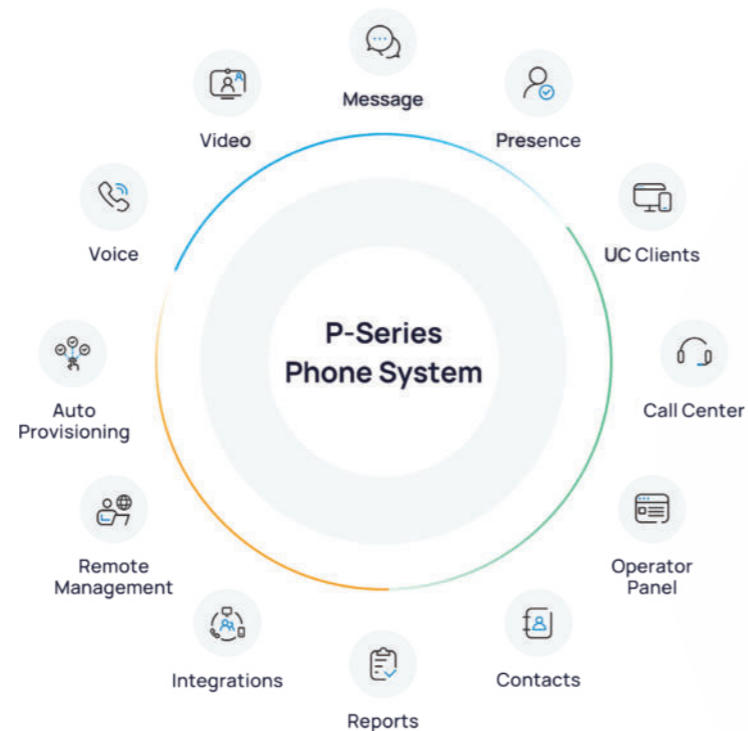 Message
Video
Presence
Voice
UC Clients
P-Series
Phone System
Auto
Provisioning
Call Center
Remote
Management
Operator
Panel
Integrations
Contacts
Reports